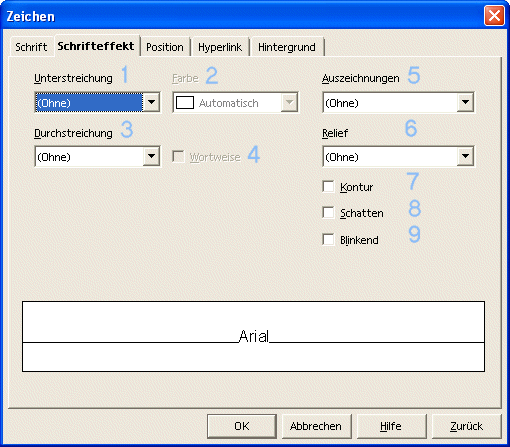 Zeichen
Schrift Schrifteffekt Position Hyperlink Hintergrund
Unterstreichung 1 Farbe 2 Auszeichnungen 5
(Ohne) Automatisch (Ohne)
Durchstreichung 3 Relief 6
(Ohne) Wortweise 4 (Ohne)
Kontur 7
Schatten 8
Blinkend 9
Arial
OK Abbrechen Hilfe Zurück